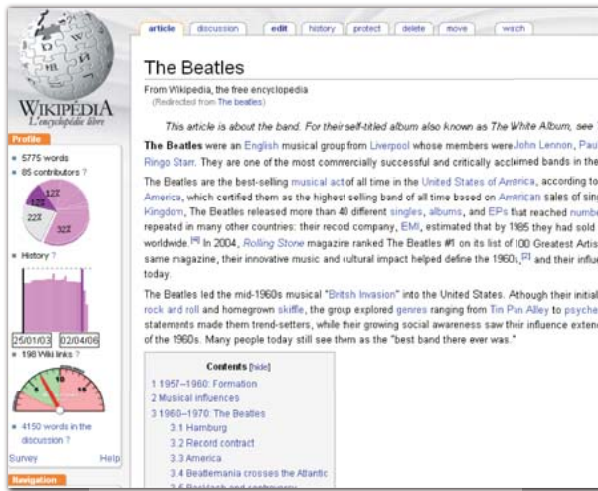 article discussion edit history protect delete move watch
WIKIPEDIA
L'encyclopédie libre
Profile
5775 words
85 contributors ?
12%
12%
22%
32%
History ?
25/01/03 02/04/06
198 Wiki links ?
5 10 15
4150 words in the
discussion ?
Survey Help
Navigation
The Beatles
From Wikipedia, the free encyclopedia
(Redirected from The beatles)
This article is about the band. For their self-titled album also known as The White Album, see
The Beatles were an English musical group from Liverpool whose members were John Lennon, Pau
Ringo Starr. They are one of the most commercially successful and critically acclaimed bands in the
The Beatles are the best-selling musical act of all time in the United States of America, according to
America, which certified them as the highest selling band of all time based on American sales of sing
Kingdom, The Beatles released more than 40 different singles, albums, and EPs that reached numbe
repeated in many other countries: their record company, EMI, estimated that by 1985 they had sold
worldwide.[4] In 2004, Rolling Stone magazine ranked The Beatles #1 on its list of 100 Greatest Artis
same magazine, their innovative music and cultural impact helped define the 1960s,[2] and their influe
today.
The Beatles led the mid-1960s musical "British Invasion" into the United States. Although their initial
rock and roll and homegrown skiffle, the group explored genres ranging from Tin Pan Alley to psyche
statements made them trend-setters, while their growing social awareness saw their influence extend
of the 1960s. Many people today still see them as the "best band there ever was."
Contents [hide]
1 1957–1960: Formation
2 Musical influences
3 1960–1970: The Beatles
3.1 Hamburg
3.2 Record contract
3.3 America
3.4 Beatlemania crosses the Atlantic